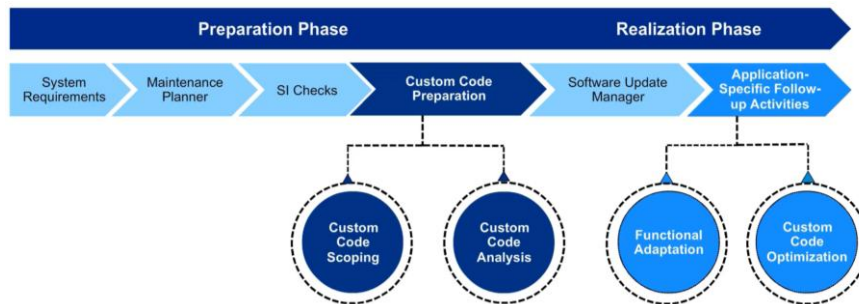 Preparation Phase
Realization Phase
System
Requirements
Maintenance
Planner
SI Checks
Custom Code
Preparation
Software Update
Manager
Application-
Specific Follow-
up Activities
Custom
Code
Scoping
Custom
Code
Analysis
Functional
Adaptation
Custom
Code
Optimization